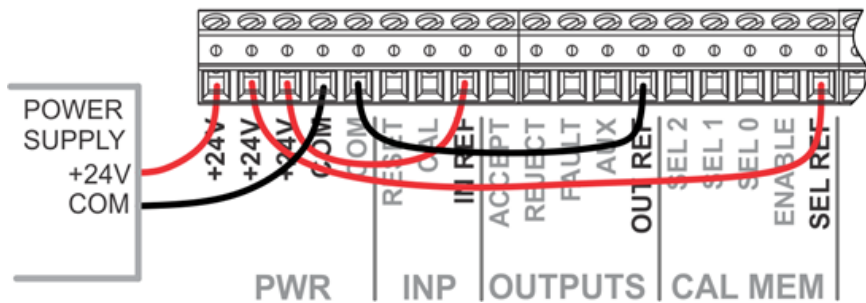 POWER
SUPPLY
+24V
COM
+24V
+24V
+24V
COM
COM
RESET
CAL
IN REF
ACCEPT
REJECT
FAULT
AUX
OUT REF
SEL 2
SEL 1
SEL 0
ENABLE
SEL REF
PWR
INP
OUTPUTS
CAL MEM